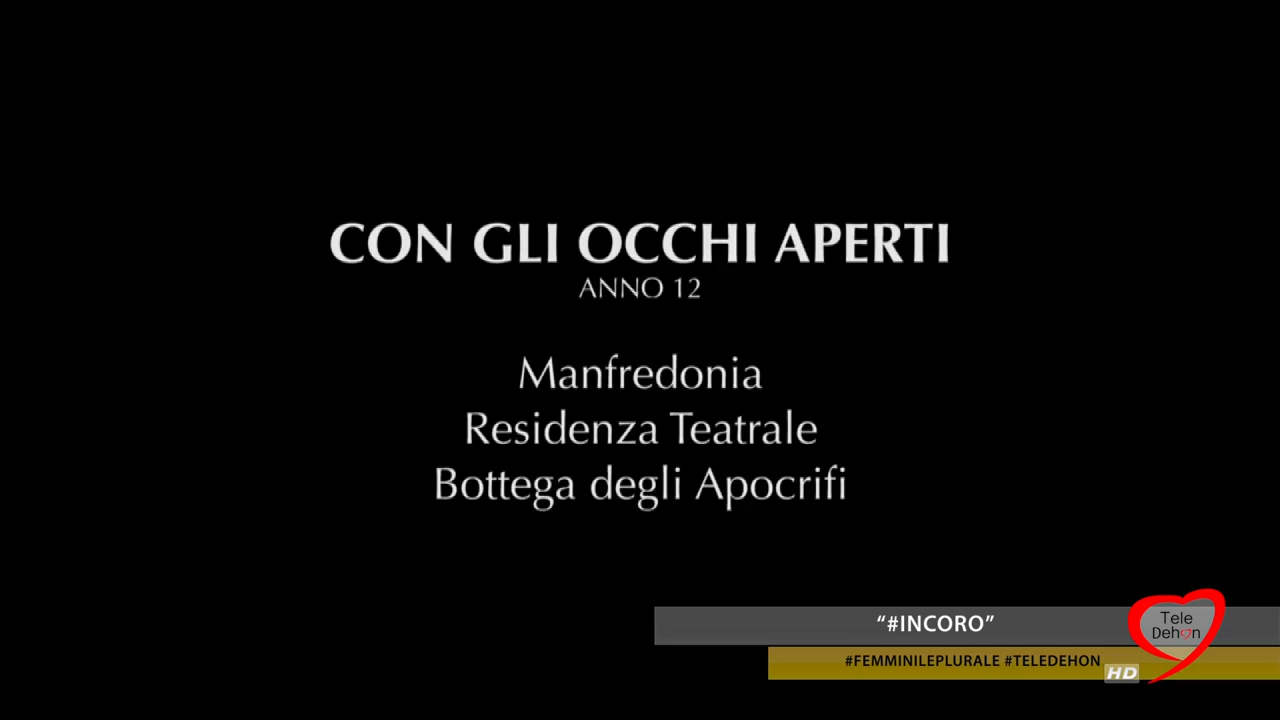 CON GLI OCCHI APERTI
ANNO 12
Manfredonia
Residenza Teatrale
Bottega degli Apocrifi
“#INCORO”
#FEMMINILEPLURALE #TELEDEHON
Tele
Dehon
HD